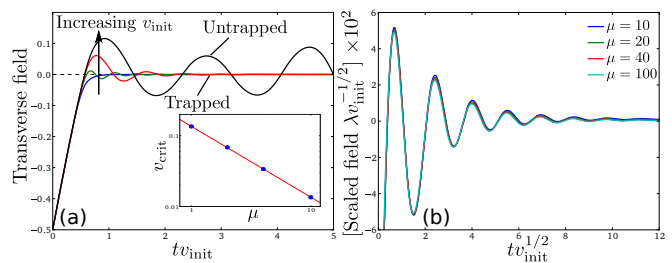 Increasing v_init
Untrapped
Trapped
Transverse field
0.1
0.0
-0.1
-0.2
-0.3
-0.4
-0.5
0
1
2
3
4
5
tv_init
(a)
v_crit
0.1
0.01
1
10
μ
[Scaled field λv_init^{-1/2}] ×10^2
6
4
2
0
-2
-4
-6
0
2
4
6
8
10
12
tv_init^{1/2}
(b)
μ = 10
μ = 20
μ = 40
μ = 100